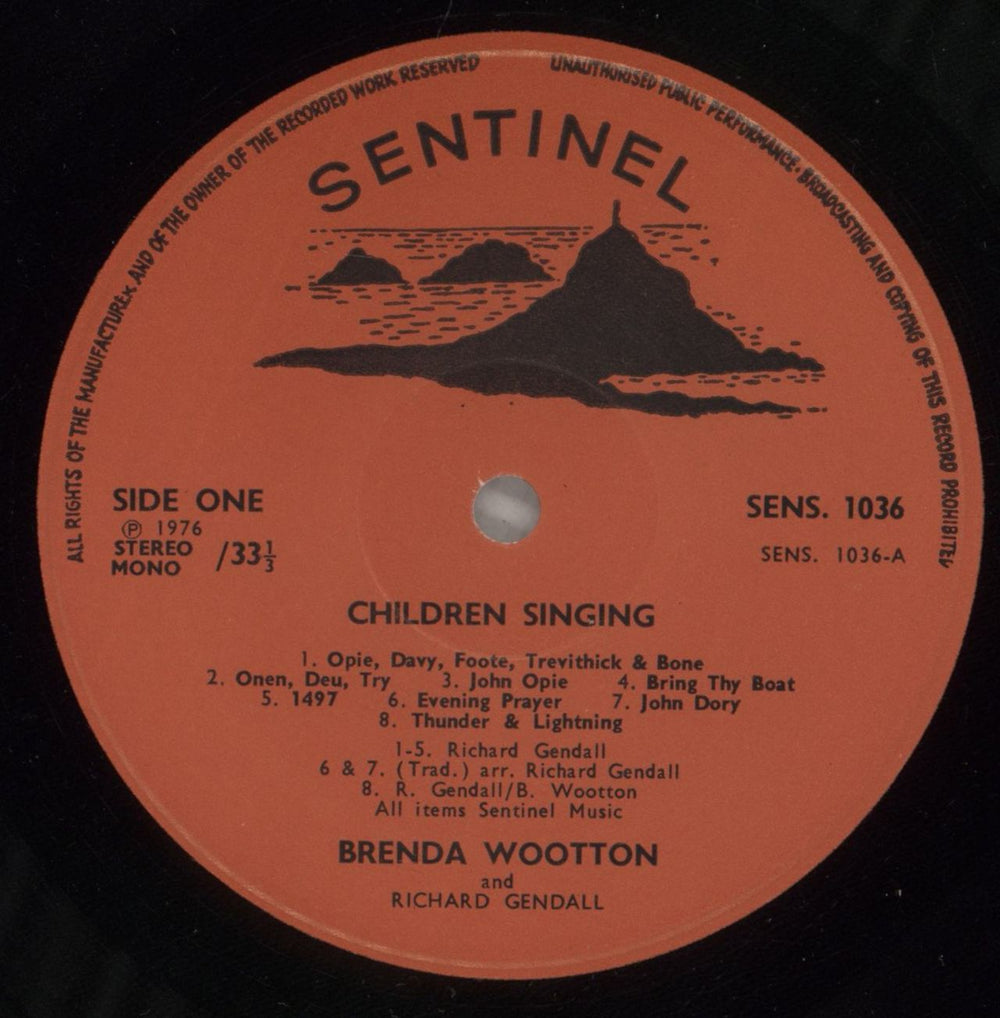 ALL RIGHTS OF THE MANUFACTURER AND OF THE OWNER OF THE RECORDED WORK RESERVED
UNAUTHORISED PUBLIC PERFORMANCE · BROADCASTING AND COPYING OF THIS RECORD PROHIBITED
SENTINEL
SIDE ONE
Ⓟ 1976
STEREO
MONO /33⅓
SENS. 1036
SENS. 1036-A
CHILDREN SINGING
1. Opie, Davy, Foote, Trevithick & Bone
2. Onen, Deu, Try 3. John Opie 4. Bring Thy Boat
5. 1497 6. Evening Prayer 7. John Dory
8. Thunder & Lightning
1-5. Richard Gendall
6 & 7. (Trad.) arr. Richard Gendall
8. R. Gendall/B. Wootton
All items Sentinel Music
BRENDA WOOTTON
and
RICHARD GENDALL